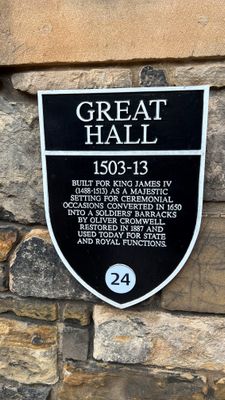 GREAT
HALL
1503-13
BUILT FOR KING JAMES IV
(1488-1513) AS A MAJESTIC
SETTING FOR CEREMONIAL
OCCASIONS. CONVERTED IN 1650
INTO A SOLDIERS' BARRACKS
BY OLIVER CROMWELL.
RESTORED IN 1887 AND
USED TODAY FOR STATE
AND ROYAL FUNCTIONS.
24